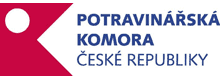 POTRAVINÁŘSKÁ
KOMORA
ČESKÉ REPUBLIKY